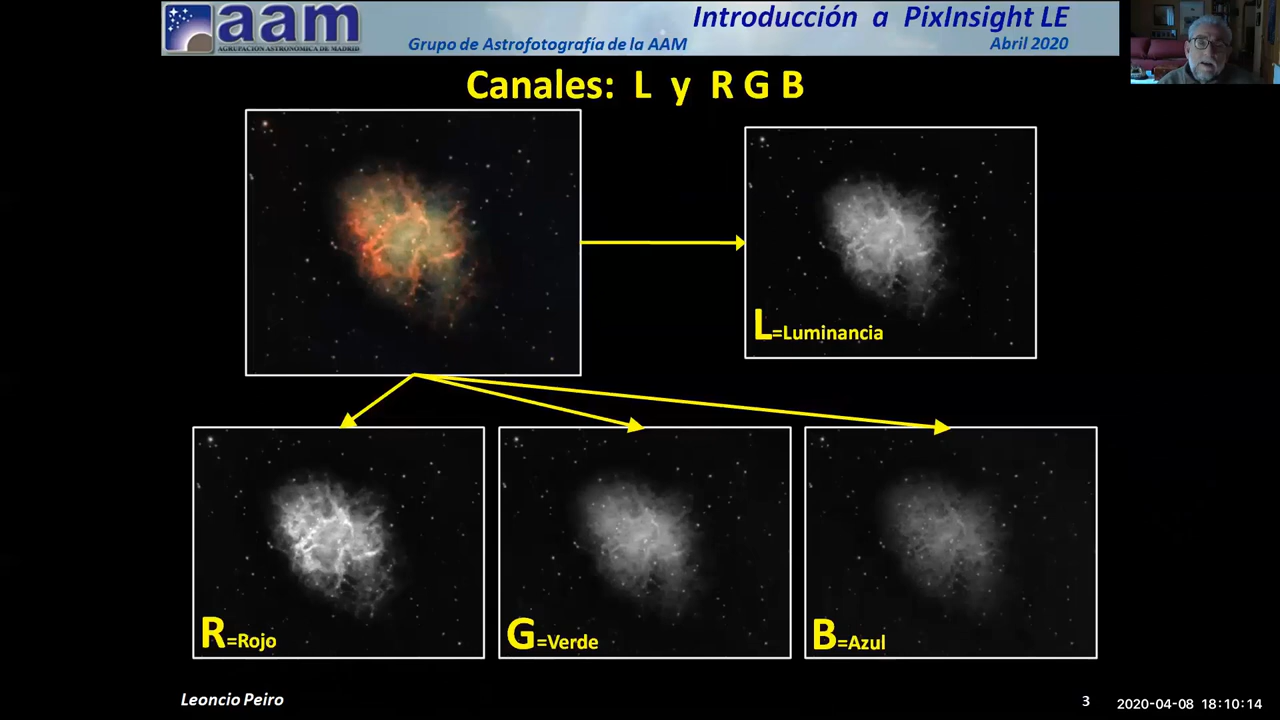 aam
AGRUPACIÓN ASTRONÓMICA DE MADRID
Introducción a PixInsight LE
Grupo de Astrofotografía de la AAM
Abril 2020
Canales: L y R G B
L=Luminancia
R=Rojo
G=Verde
B=Azul
Leoncio Peiro
3
2020-04-08 18:10:14